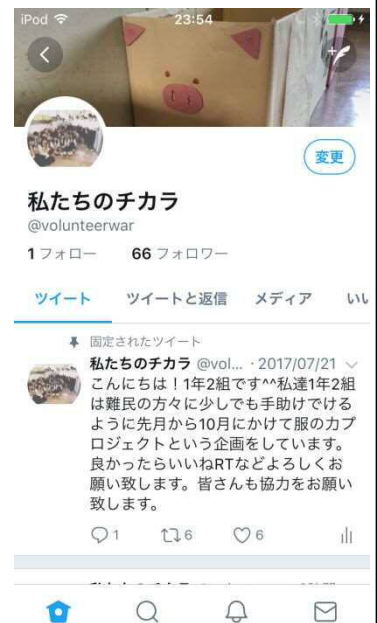 iPod
23:54
変更
私たちのチカラ
@volunteerwar
1フォロー 66フォロワー
ツイート ツイートと返信 メディア いい
固定されたツイート
私たちのチカラ @vol... ・2017/07/21
こんにちは！1年2組です^^私達1年2組
は難民の方々に少しでも手助けでける
ように先月から10月にかけて服の力プ
ロジェクトという企画をしています。
良かったらいいねRTなどよろしくお
願い致します。皆さんも協力をお願い
致します。
1 6 6